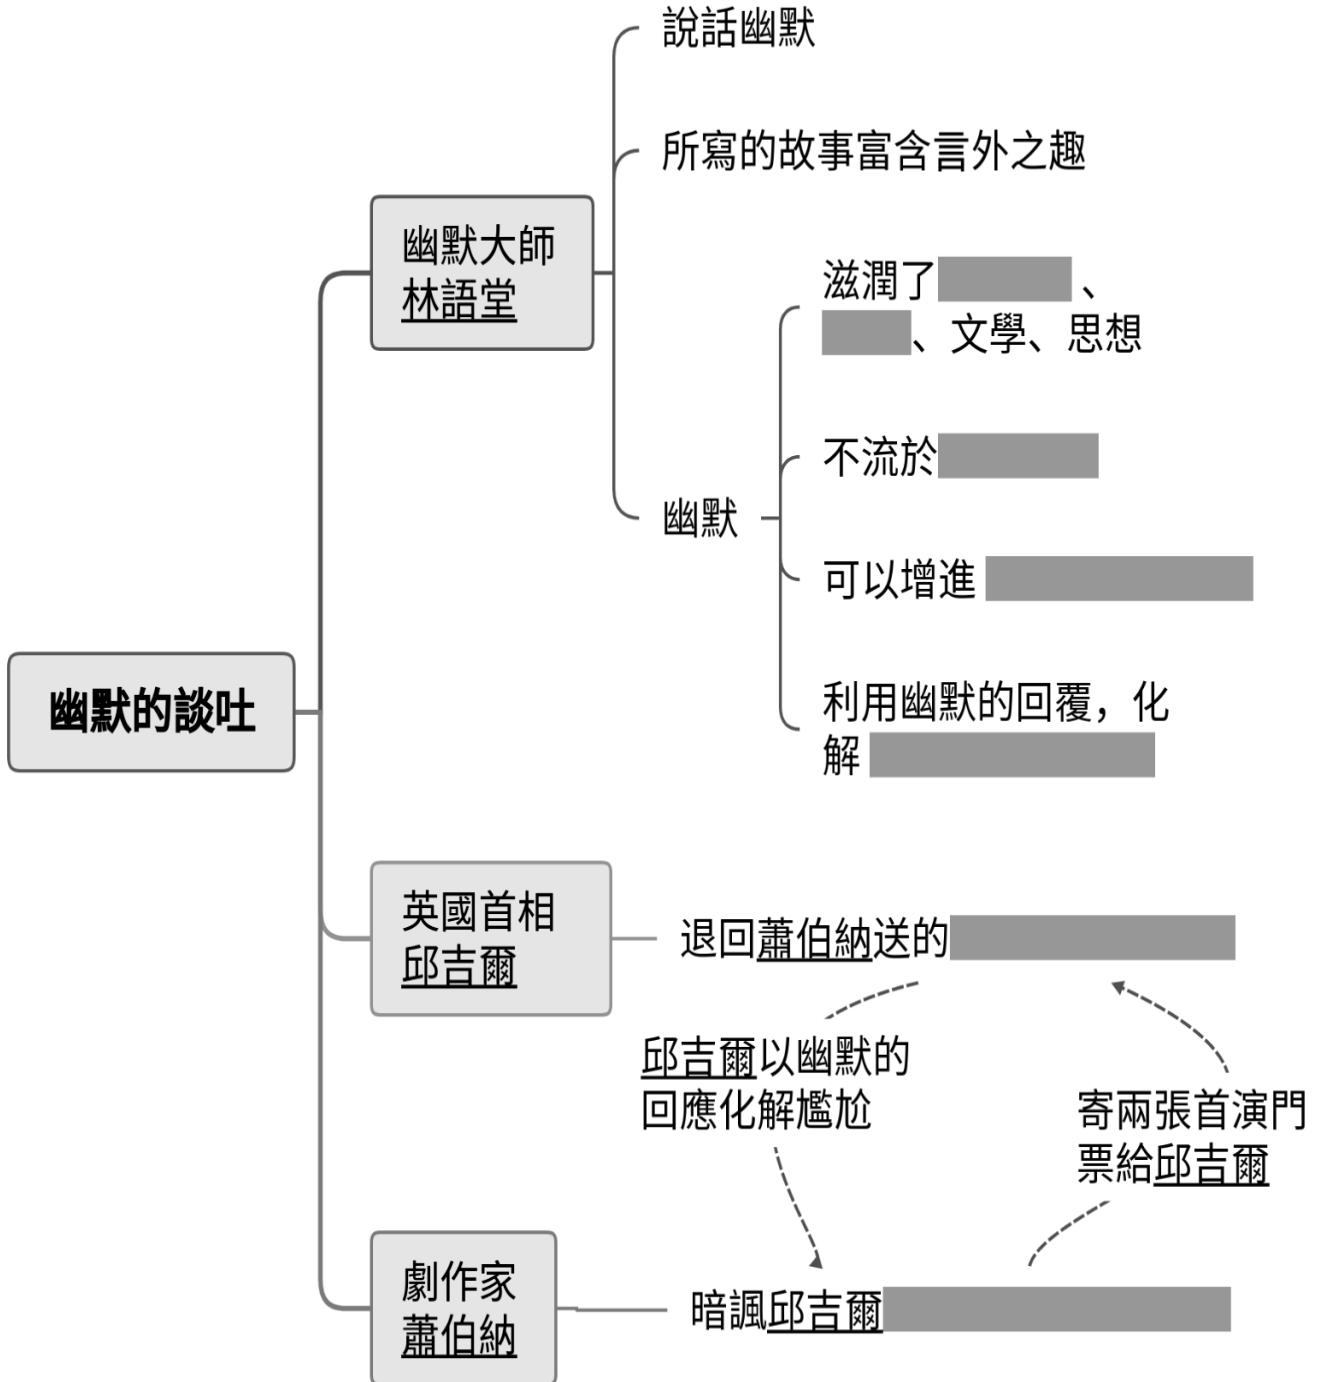 說話幽默
所寫的故事富含言外之趣
幽默大師
林語堂
滋潤了、
、文學、思想
不流於
幽默
可以增進
利用幽默的回覆，化
解
幽默的談吐
英國首相
邱吉爾
退回蕭伯納送的
邱吉爾以幽默的
回應化解尷尬
寄兩張首演門
票給邱吉爾
劇作家
蕭伯納
暗諷邱吉爾